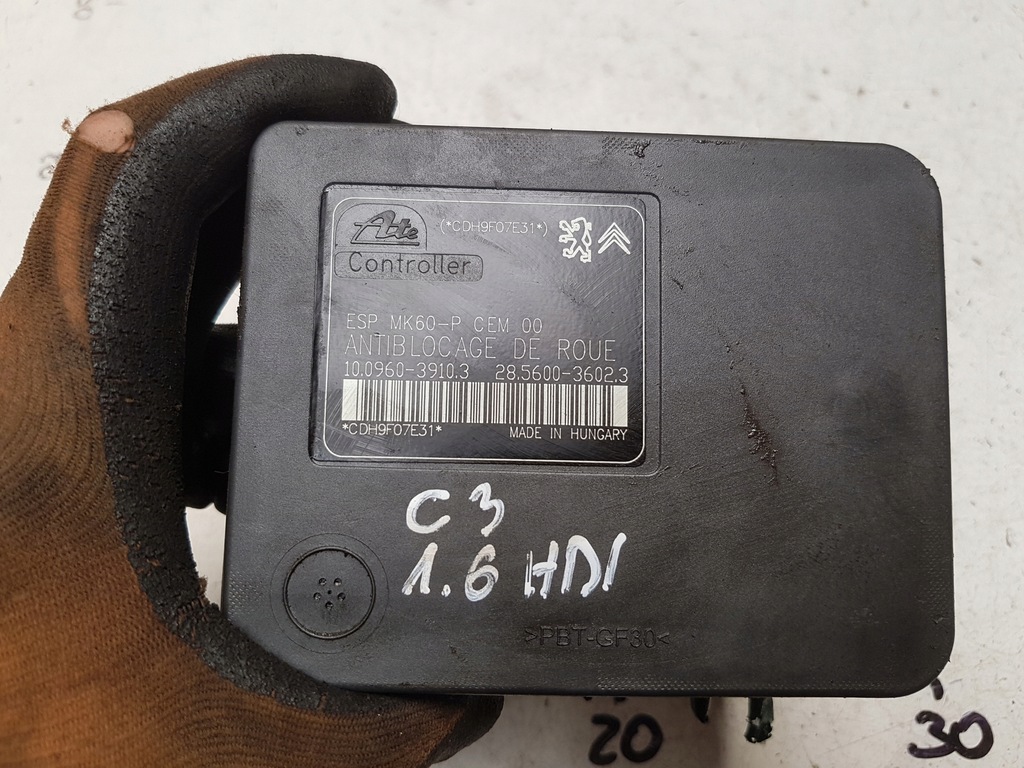 Ate (*CDH9F07E31*)
Controller
ESP MK60-P CEM 00
ANTIBLOCAGE DE ROUE
10.0960-3910.3 28.5600-3602.3
*CDH9F07E31* MADE IN HUNGARY
C3
1.6 HDI
>PBT-GF30<
20 30